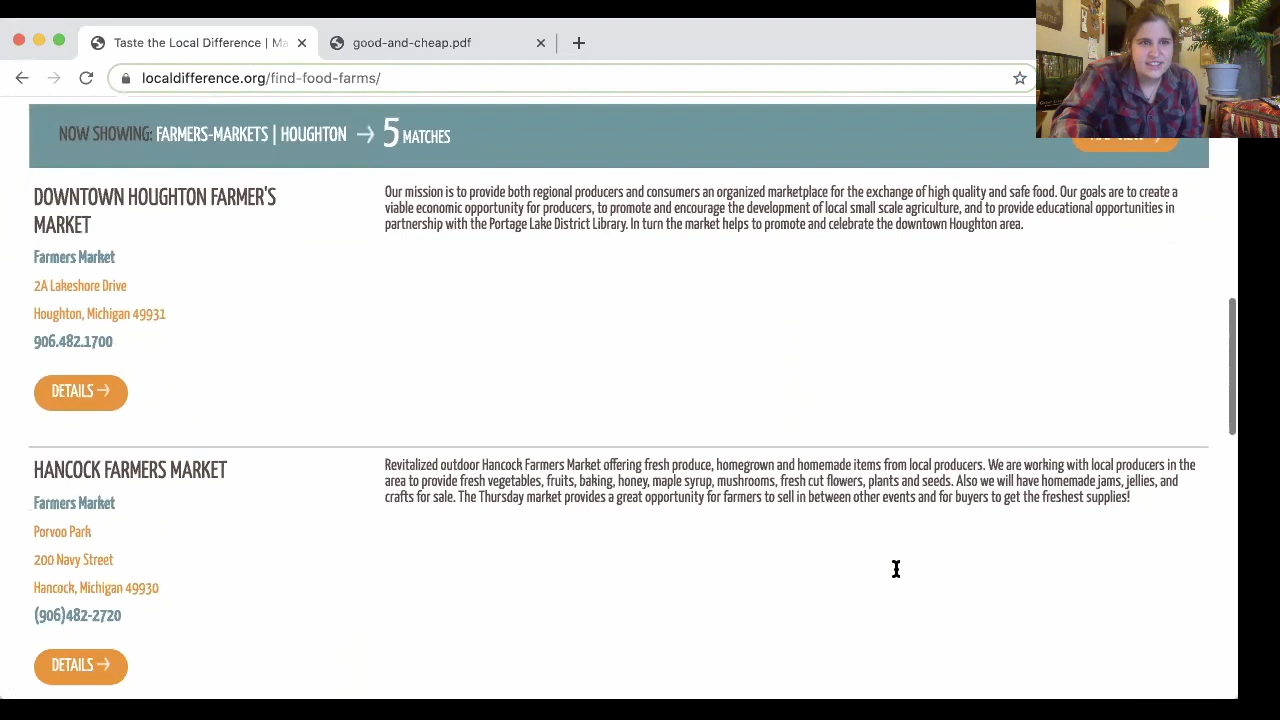 Taste the Local Difference | Ma
good-and-cheap.pdf
localdifference.org/find-food-farms/
NOW SHOWING: FARMERS-MARKETS | HOUGHTON → 5 MATCHES
DOWNTOWN HOUGHTON FARMER'S
MARKET
Farmers Market
2A Lakeshore Drive
Houghton, Michigan 49931
906.482.1700
DETAILS →
Our mission is to provide both regional producers and consumers an organized marketplace for the exchange of high quality and safe food. Our goals are to create a
viable economic opportunity for producers, to promote and encourage the development of local small scale agriculture, and to provide educational opportunities in
partnership with the Portage Lake District Library. In turn the market helps to promote and celebrate the downtown Houghton area.
HANCOCK FARMERS MARKET
Farmers Market
Porvoo Park
200 Navy Street
Hancock, Michigan 49930
(906)482-2720
DETAILS →
Revitalized outdoor Hancock Farmers Market offering fresh produce, homegrown and homemade items from local producers. We are working with local producers in the
area to provide fresh vegetables, fruits, baking, honey, maple syrup, mushrooms, fresh cut flowers, plants and seeds. Also we will have homemade jams, jellies, and
crafts for sale. The Thursday market provides a great opportunity for farmers to sell in between other events and for buyers to get the freshest supplies!